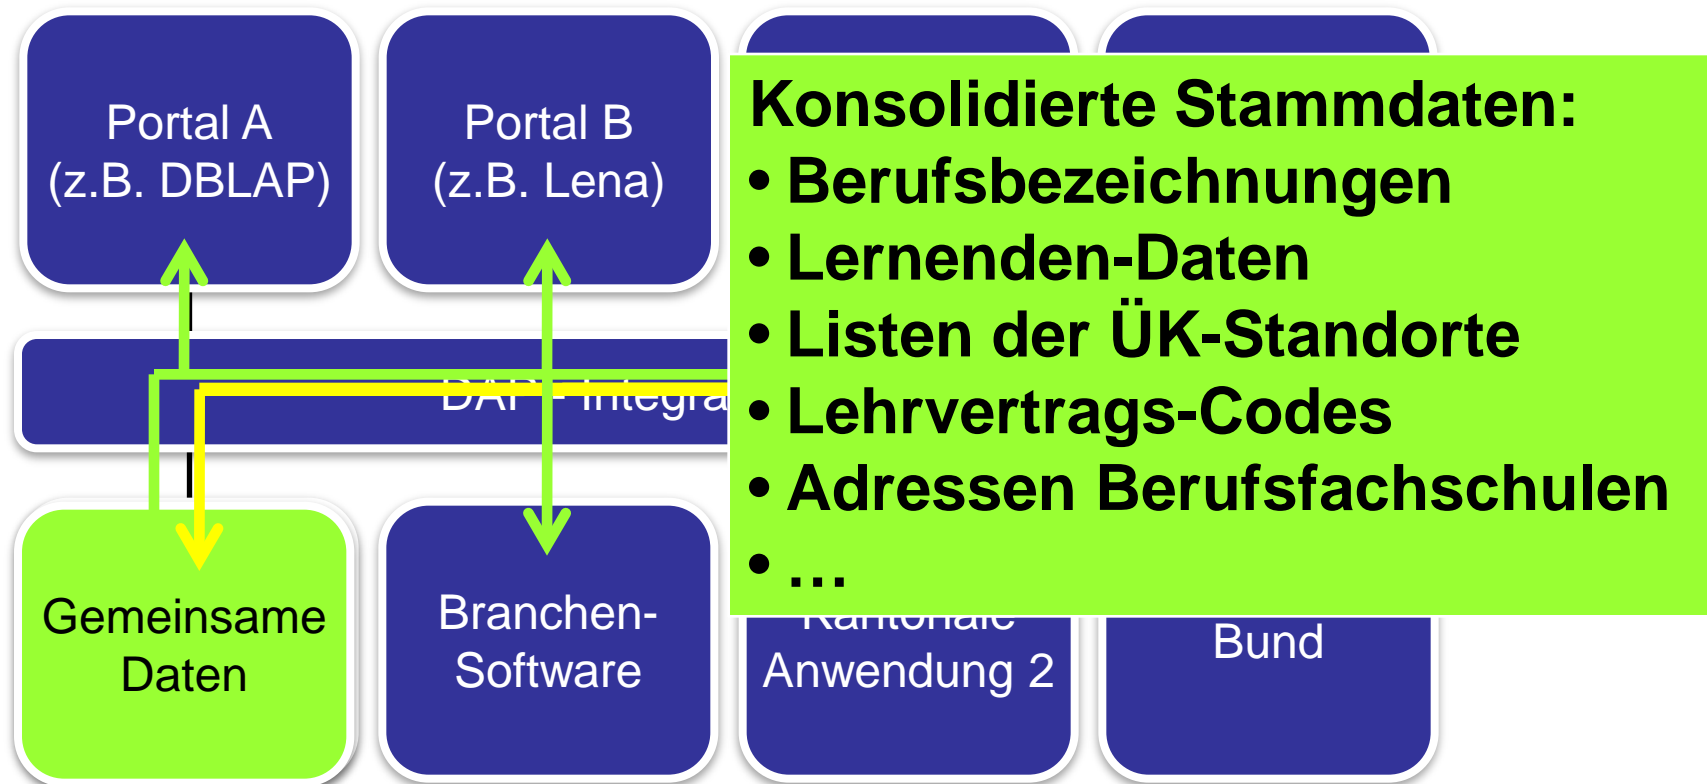 Portal A
(z.B. DBLAP)
Portal B
(z.B. Lena)
Konsolidierte Stammdaten:
• Berufsbezeichnungen
• Lernenden-Daten
• Listen der ÜK-Standorte
• Lehrvertrags-Codes
• Adressen Berufsfachschulen
• …
Gemeinsame
Daten
Branchen-
Software
Kantonale
Anwendung 2
Bund